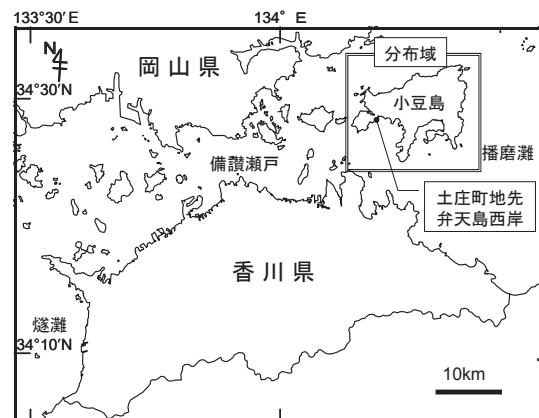 133°30′E
134°E
N
岡山県
分布域
34°30′N
小豆島
備讃瀬戸
播磨灘
土庄町地先
弁天島西岸
香川県
燧灘
34°10′N
10km